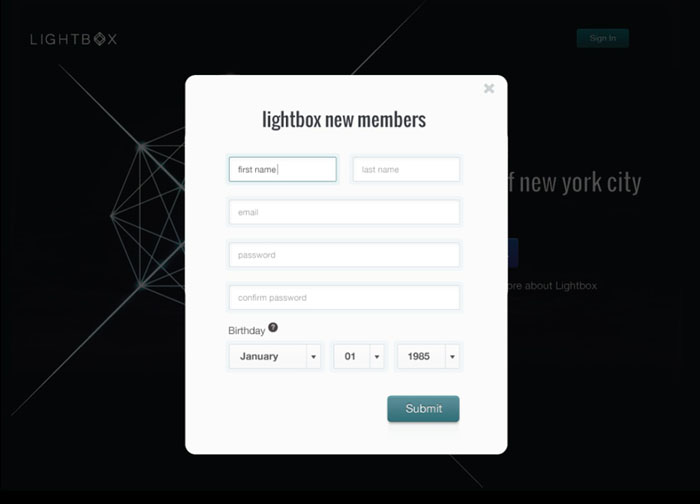 LIGHTBOX
Sign In
lightbox new members
first name
last name
f new york city
email
password
ore about Lightbox
confirm password
Birthday ?
January
01
1985
Submit